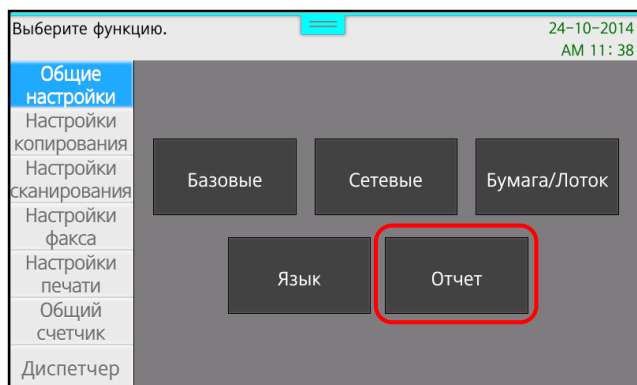 Выберите функцию.
24-10-2014
AM 11: 38
Общие
настройки
Настройки
копирования
Настройки
сканирования
Настройки
факса
Настройки
печати
Общий
счетчик
Диспетчер
Базовые
Сетевые
Бумага/Лоток
Язык
Отчет